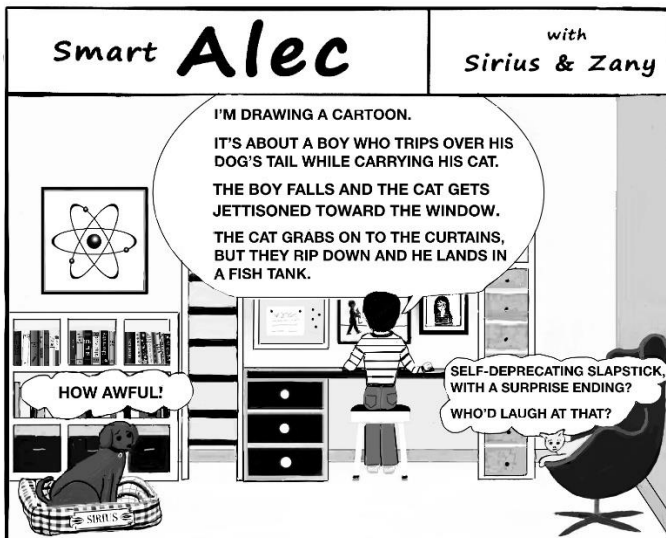 Smart Alec
with
Sirius & Zany
I'M DRAWING A CARTOON.
IT'S ABOUT A BOY WHO TRIPS OVER HIS
DOG'S TAIL WHILE CARRYING HIS CAT.
THE BOY FALLS AND THE CAT GETS
JETTISONED TOWARD THE WINDOW.
THE CAT GRABS ON TO THE CURTAINS,
BUT THEY RIP DOWN AND HE LANDS IN
A FISH TANK.
HOW AWFUL!
SELF-DEPRECATING SLAPSTICK,
WITH A SURPRISE ENDING?
WHO'D LAUGH AT THAT?
SIRIUS